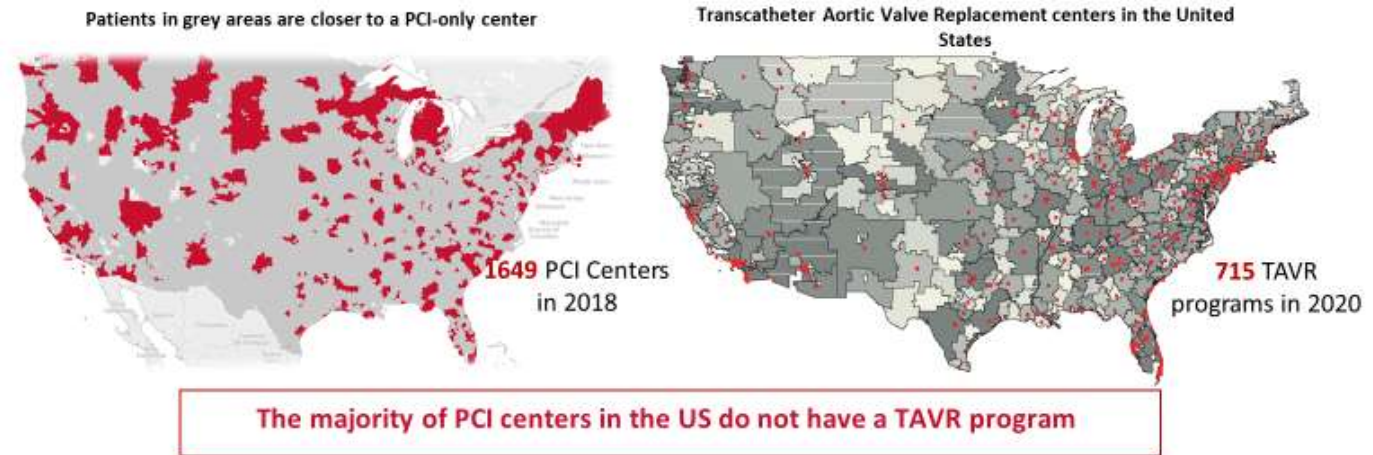 Patients in grey areas are closer to a PCI-only center
Transcatheter Aortic Valve Replacement centers in the United
States
1649 PCI Centers
in 2018
715 TAVR
programs in 2020
The majority of PCI centers in the US do not have a TAVR program